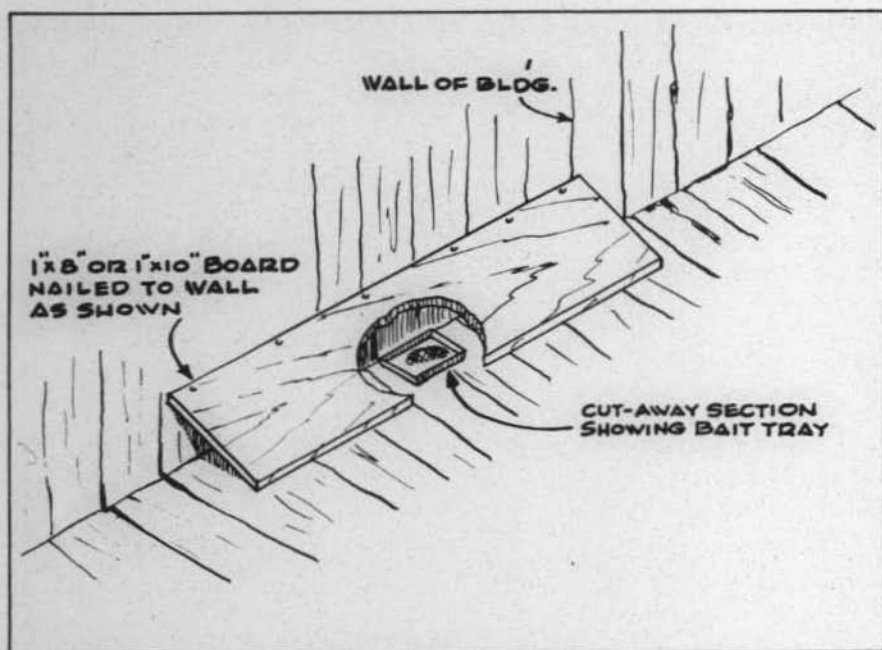 WALL OF BLDG.
1"x 8" OR 1"x10" BOARD
NAILED TO WALL
AS SHOWN
CUT-AWAY SECTION
SHOWING BAIT TRAY